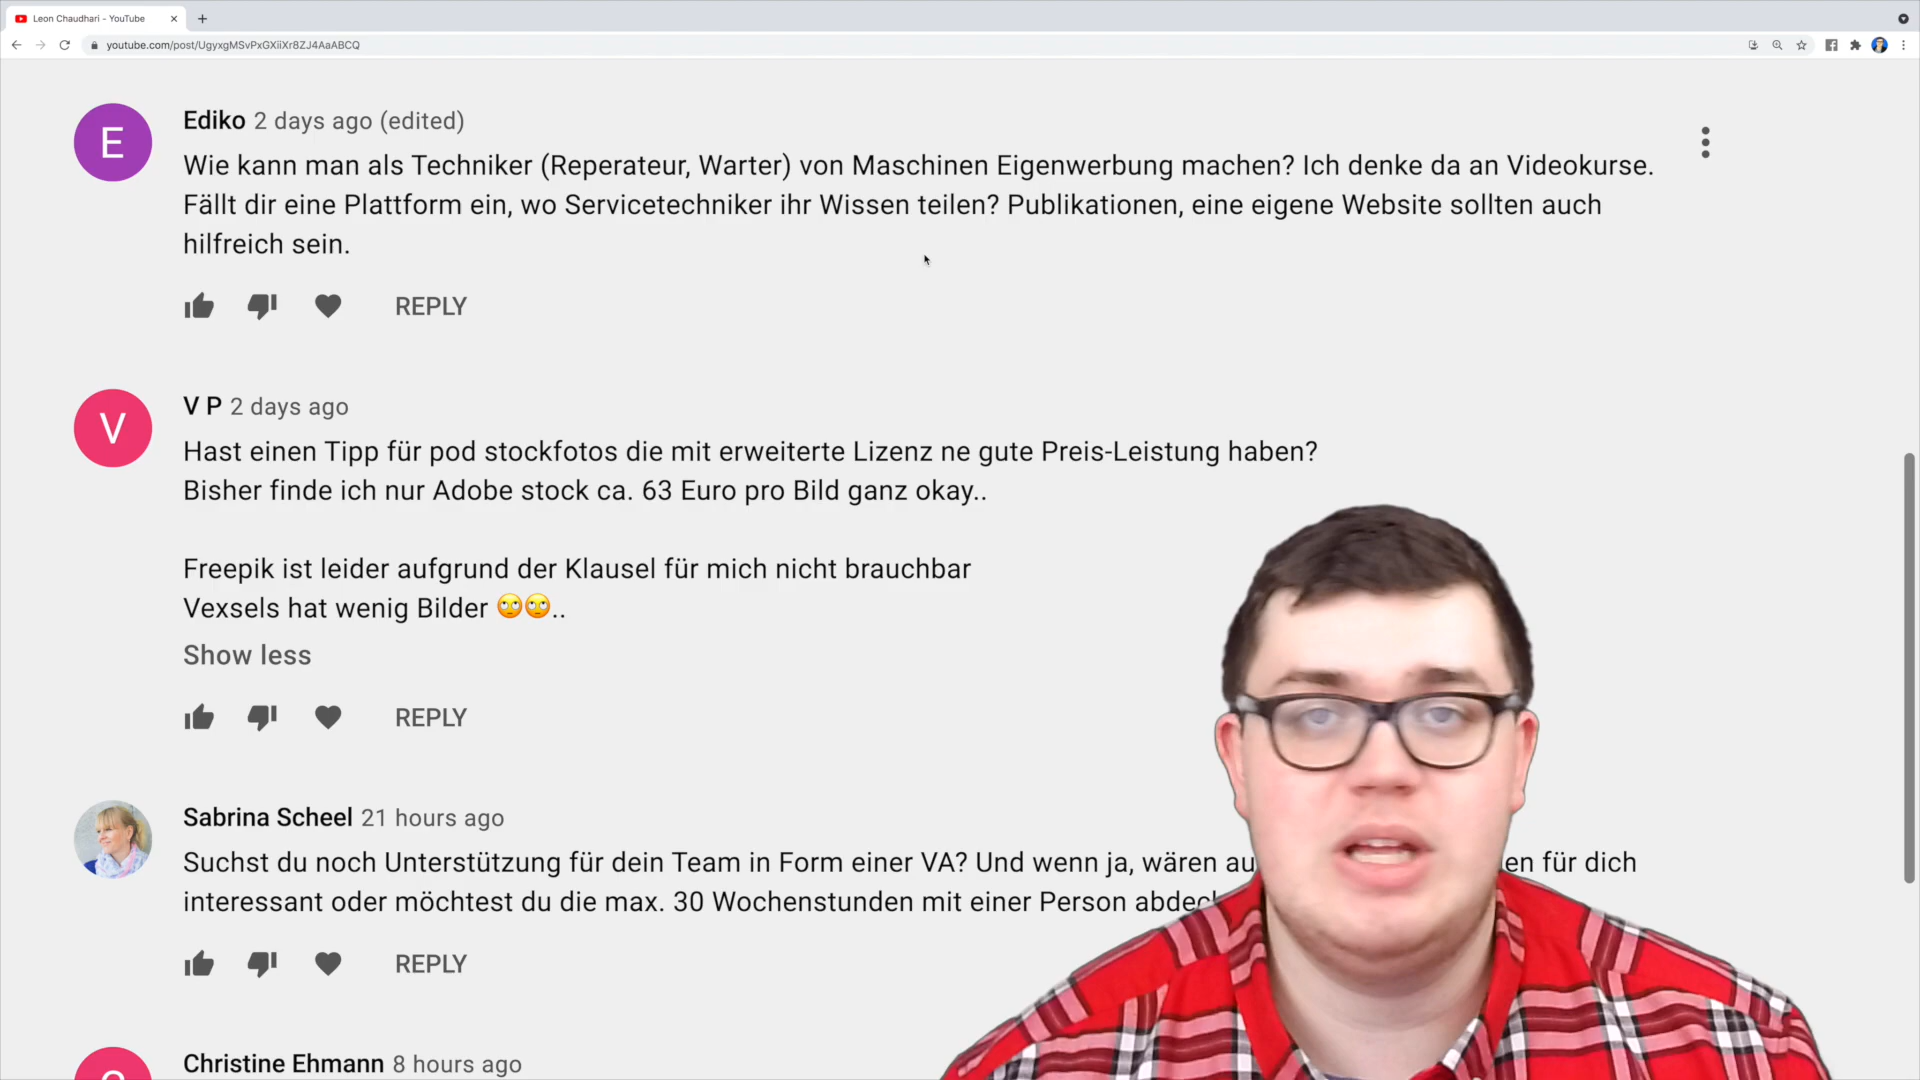 Leon Chaudhari - YouTube
youtube.com/post/UgyxgMSvPxGXiiXr8ZJ4AaABCQ
E
Ediko 2 days ago (edited)
Wie kann man als Techniker (Reperateur, Warter) von Maschinen Eigenwerbung machen? Ich denke da an Videokurse.
Fällt dir eine Plattform ein, wo Servicetechniker ihr Wissen teilen? Publikationen, eine eigene Website sollten auch
hilfreich sein.
REPLY
V
V P 2 days ago
Hast einen Tipp für pod stockfotos die mit erweiterte Lizenz ne gute Preis-Leistung haben?
Bisher finde ich nur Adobe stock ca. 63 Euro pro Bild ganz okay..
Freepik ist leider aufgrund der Klausel für mich nicht brauchbar
Vexsels hat wenig Bilder 🙄🙄..
Show less
REPLY
Sabrina Scheel 21 hours ago
Suchst du noch Unterstützung für dein Team in Form einer VA? Und wenn ja, wären für dich
interessant oder möchtest du die max. 30 Wochenstunden mit einer Person
REPLY
Christine Ehmann 8 hours ago